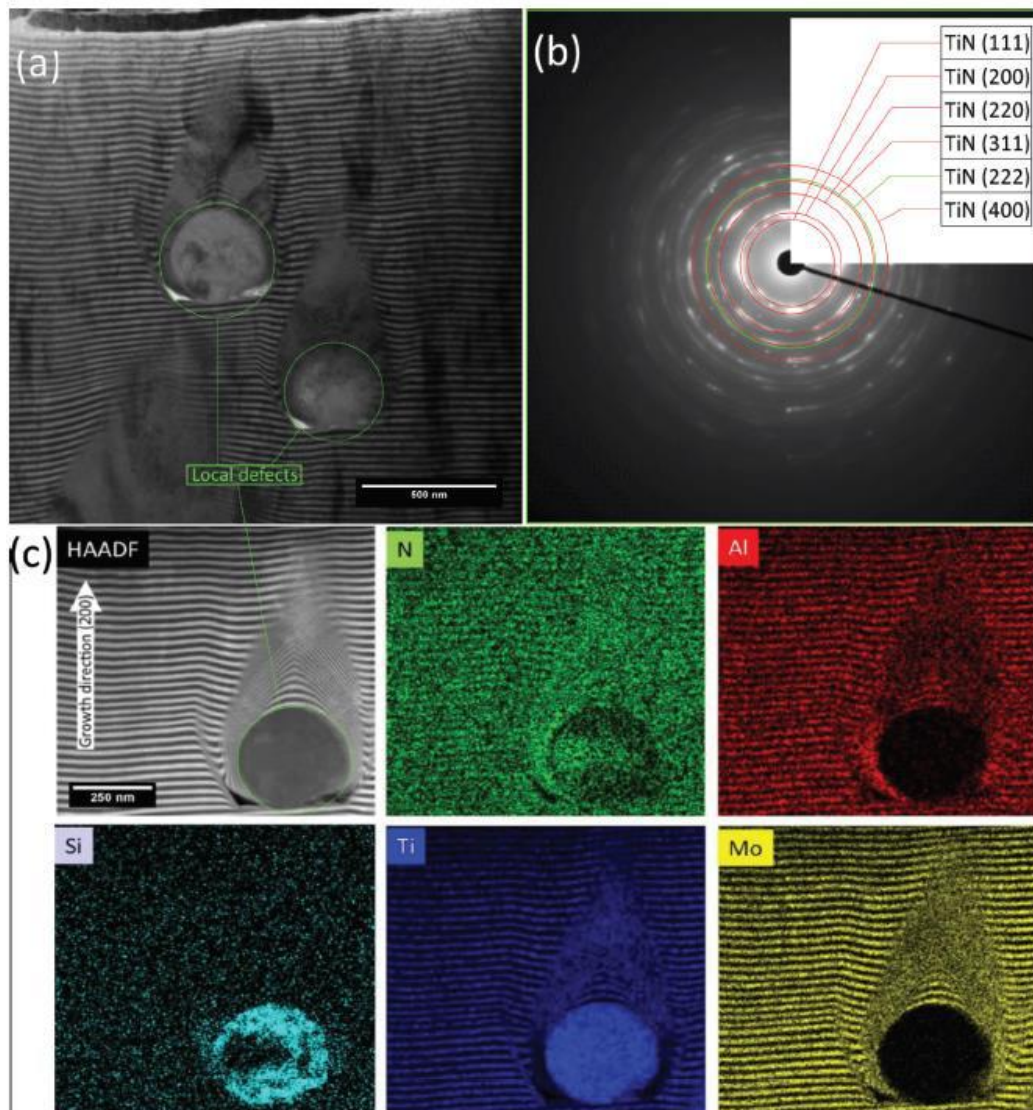 (a)
Local defects
500 nm
(b)
TiN (111)
TiN (200)
TiN (220)
TiN (311)
TiN (222)
TiN (400)
(c)
HAADF
Growth direction (200)
250 nm
N
Al
Si
Ti
Mo